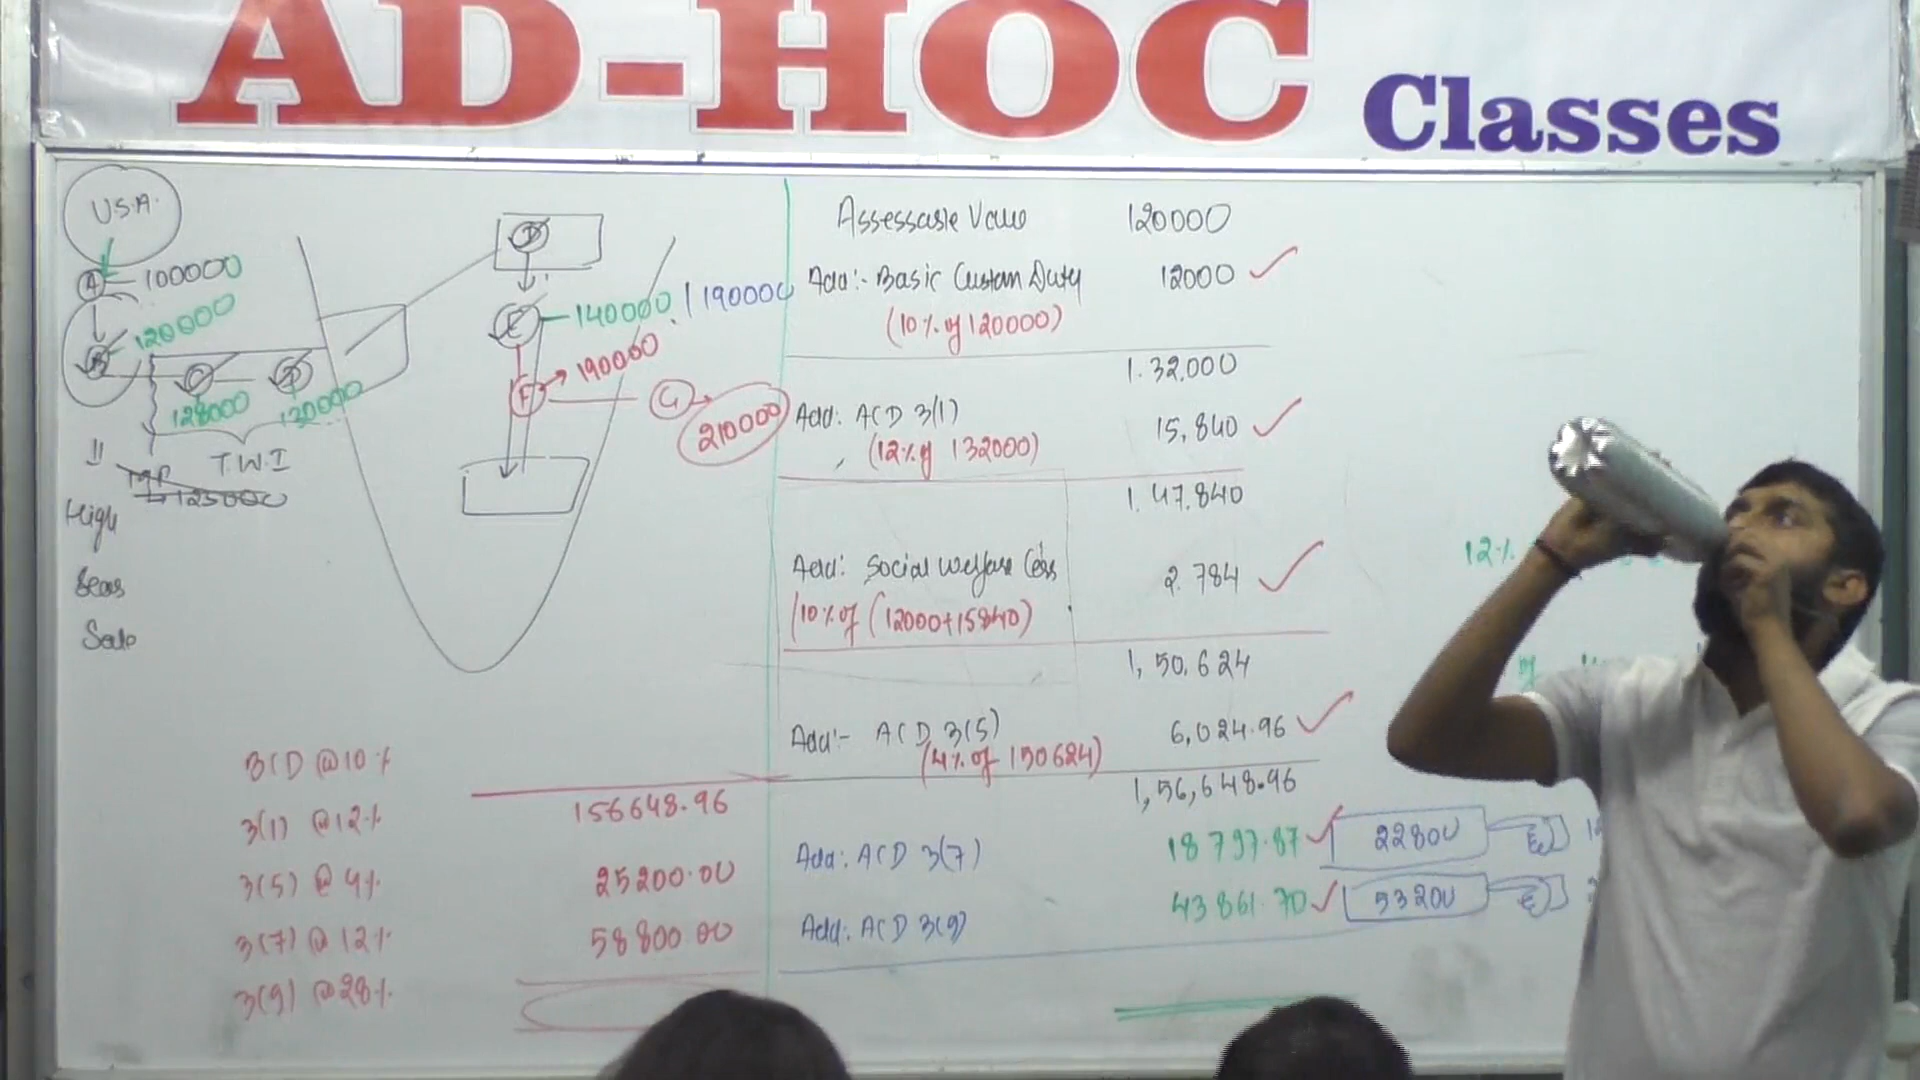 AD-HOC Classes
U.S.A.
A 100000
B 120000
C 128000
D 130000
T.W.I
125000
High
Seas
Sale
D
E 140000 / 190000
F 190000
G 210000
BCD @10%
3(1) @12%
3(5) @ 4%
3(7) @ 12%
3(9) @28%
156648.96
25200.00
58800 00
Assessable Value 120000
Add:- Basic Custom Duty 12000
(10% of 120000)
1.32,000
Add: ACD 3(1) 15,840
(12% of 132000)
1.47.840
Add: Social Welfare Cess 2.784
(10% of (12000+15840)
1,50,624
Add:- ACD 3(5) 6,024.96
(4% of 150624)
1,56,648.96
Add: ACD 3(7) 18797.87 22800
Add: ACD 3(9) 43861.70 53200
12%
of